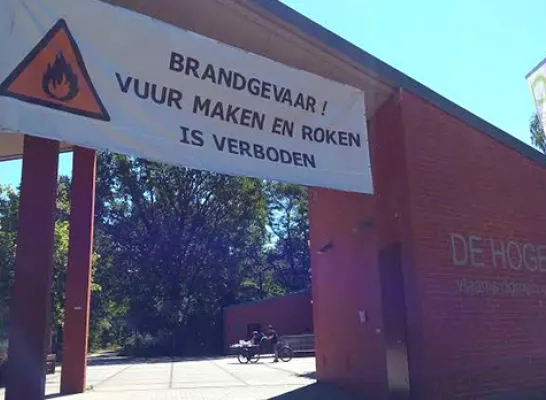 BRANDGEVAAR!
VUUR MAKEN EN ROKEN
IS VERBODEN
DE HOGE